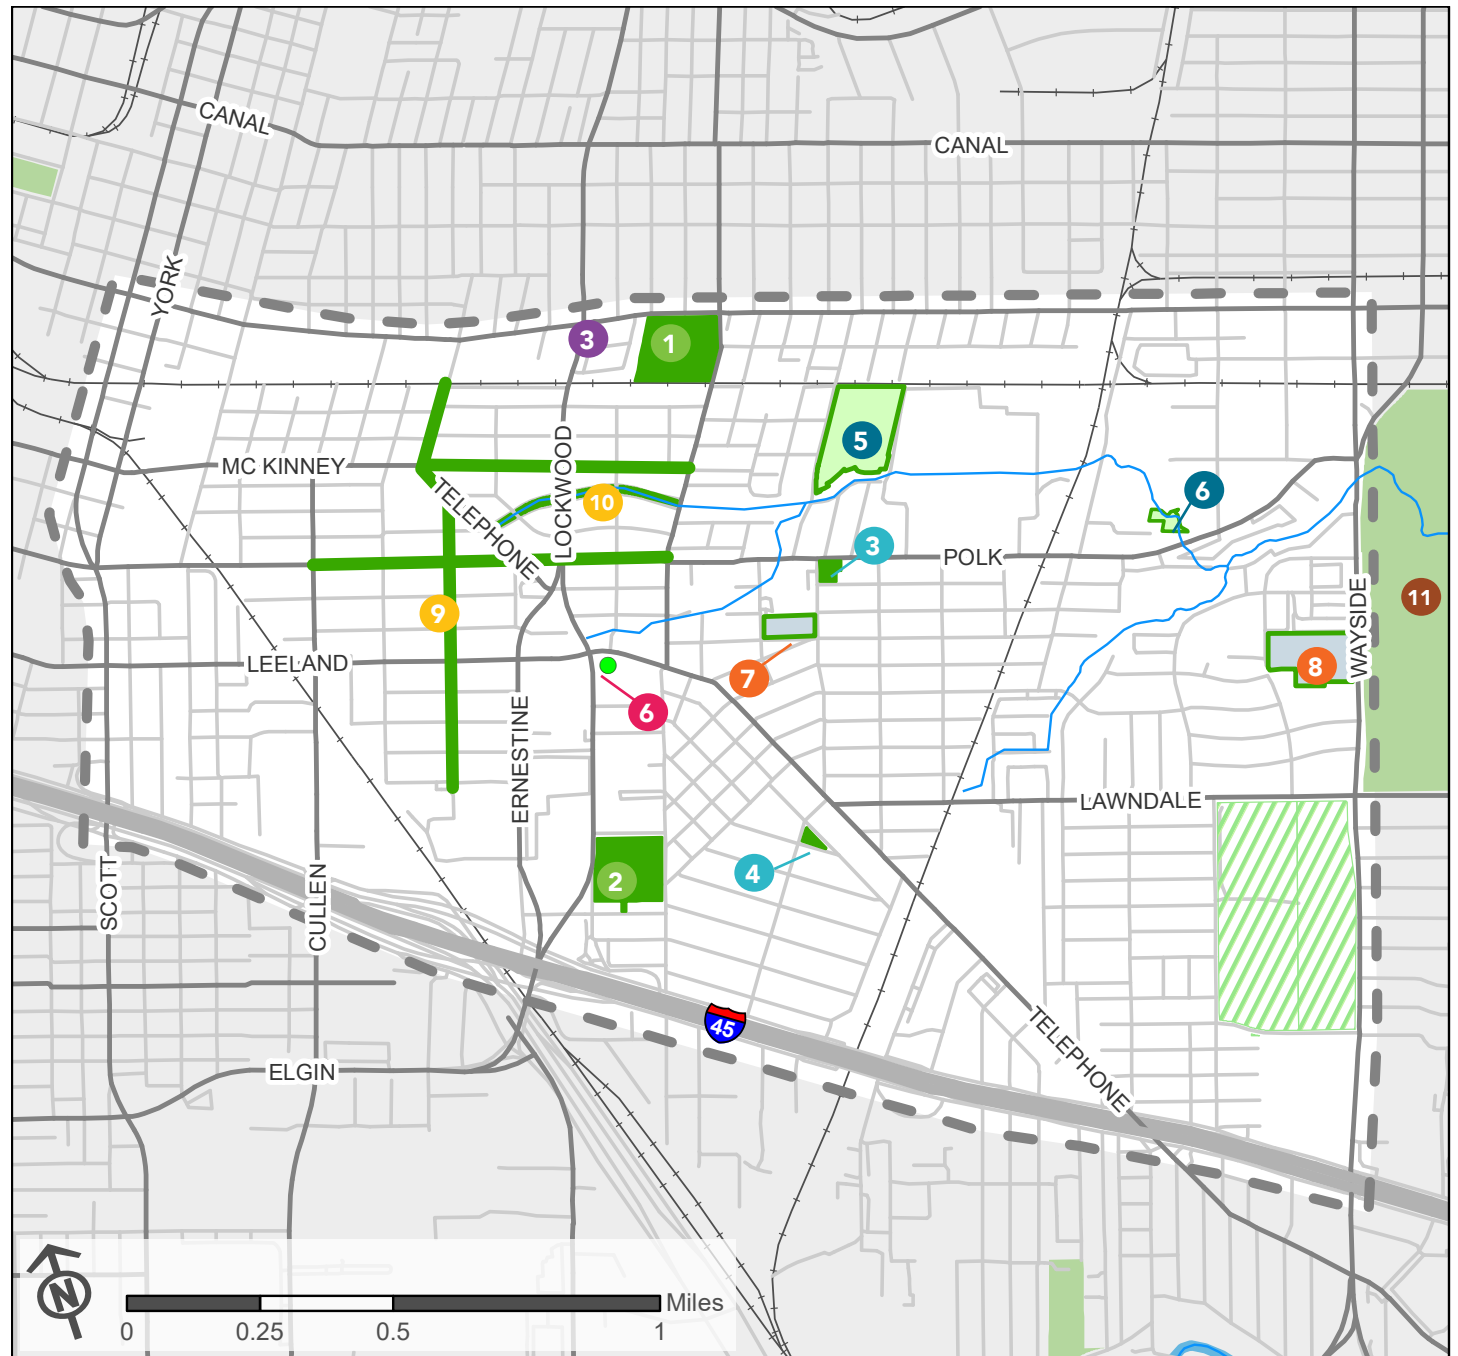 CANAL
CANAL
YORK
3
1
5
MC KINNEY
LOCKWOOD
TELEPHONE
10
6
3
POLK
9
11
WAYSIDE
LEELAND
7
8
6
ERNESTINE
LAWNDALE
4
2
SCOTT
CULLEN
45
TELEPHONE
ELGIN
N
Miles
0 0.25 0.5 1